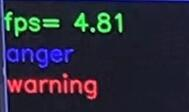 fps= 4.81
anger
warning